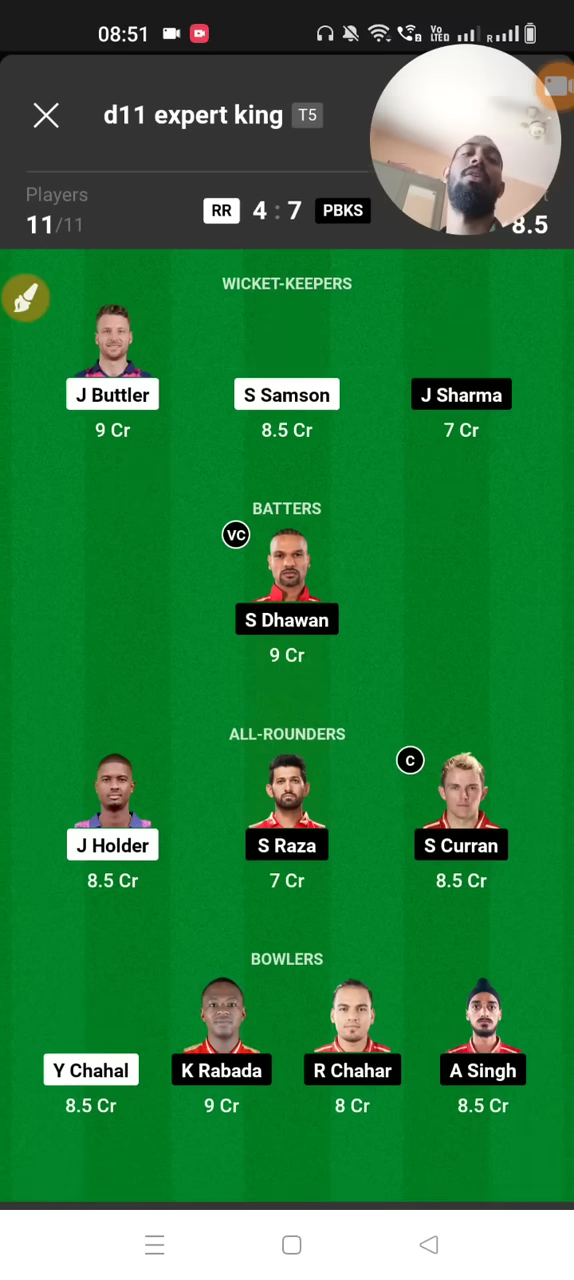 08:51
Vo LTED R
d11 expert king T5
Players
11/11
RR 4 : 7 PBKS
8.5
WICKET-KEEPERS
J Buttler S Samson J Sharma
9 Cr 8.5 Cr 7 Cr
BATTERS
VC
S Dhawan
9 Cr
ALL-ROUNDERS
C
J Holder S Raza S Curran
8.5 Cr 7 Cr 8.5 Cr
BOWLERS
Y Chahal K Rabada R Chahar A Singh
8.5 Cr 9 Cr 8 Cr 8.5 Cr